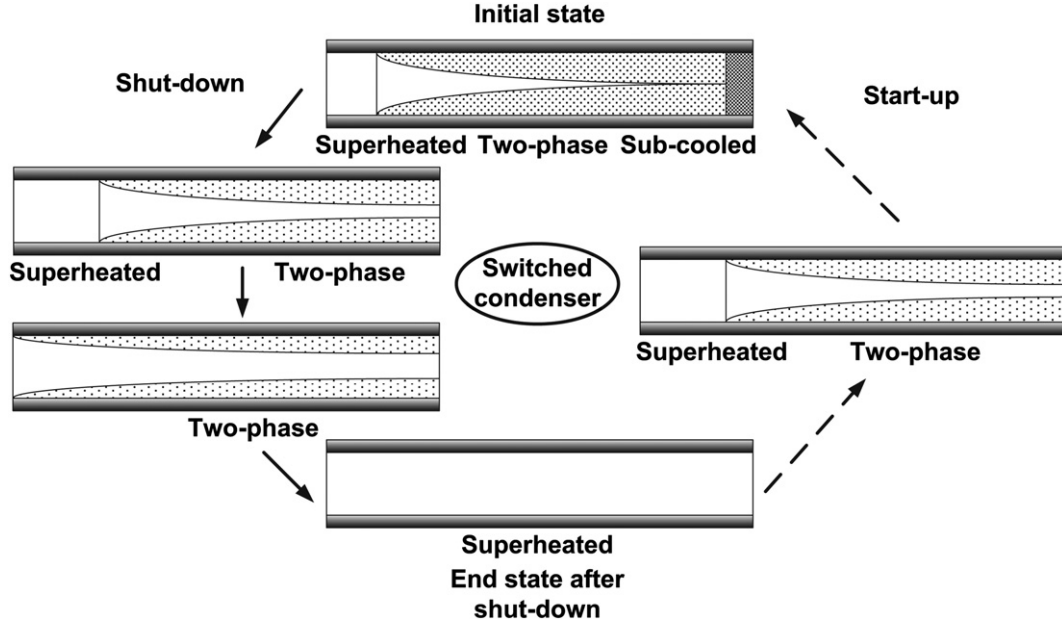 Initial state
Shut-down
Start-up
Superheated Two-phase Sub-cooled
Superheated Two-phase
Switched
condenser
Superheated Two-phase
Two-phase
Superheated
End state after
shut-down